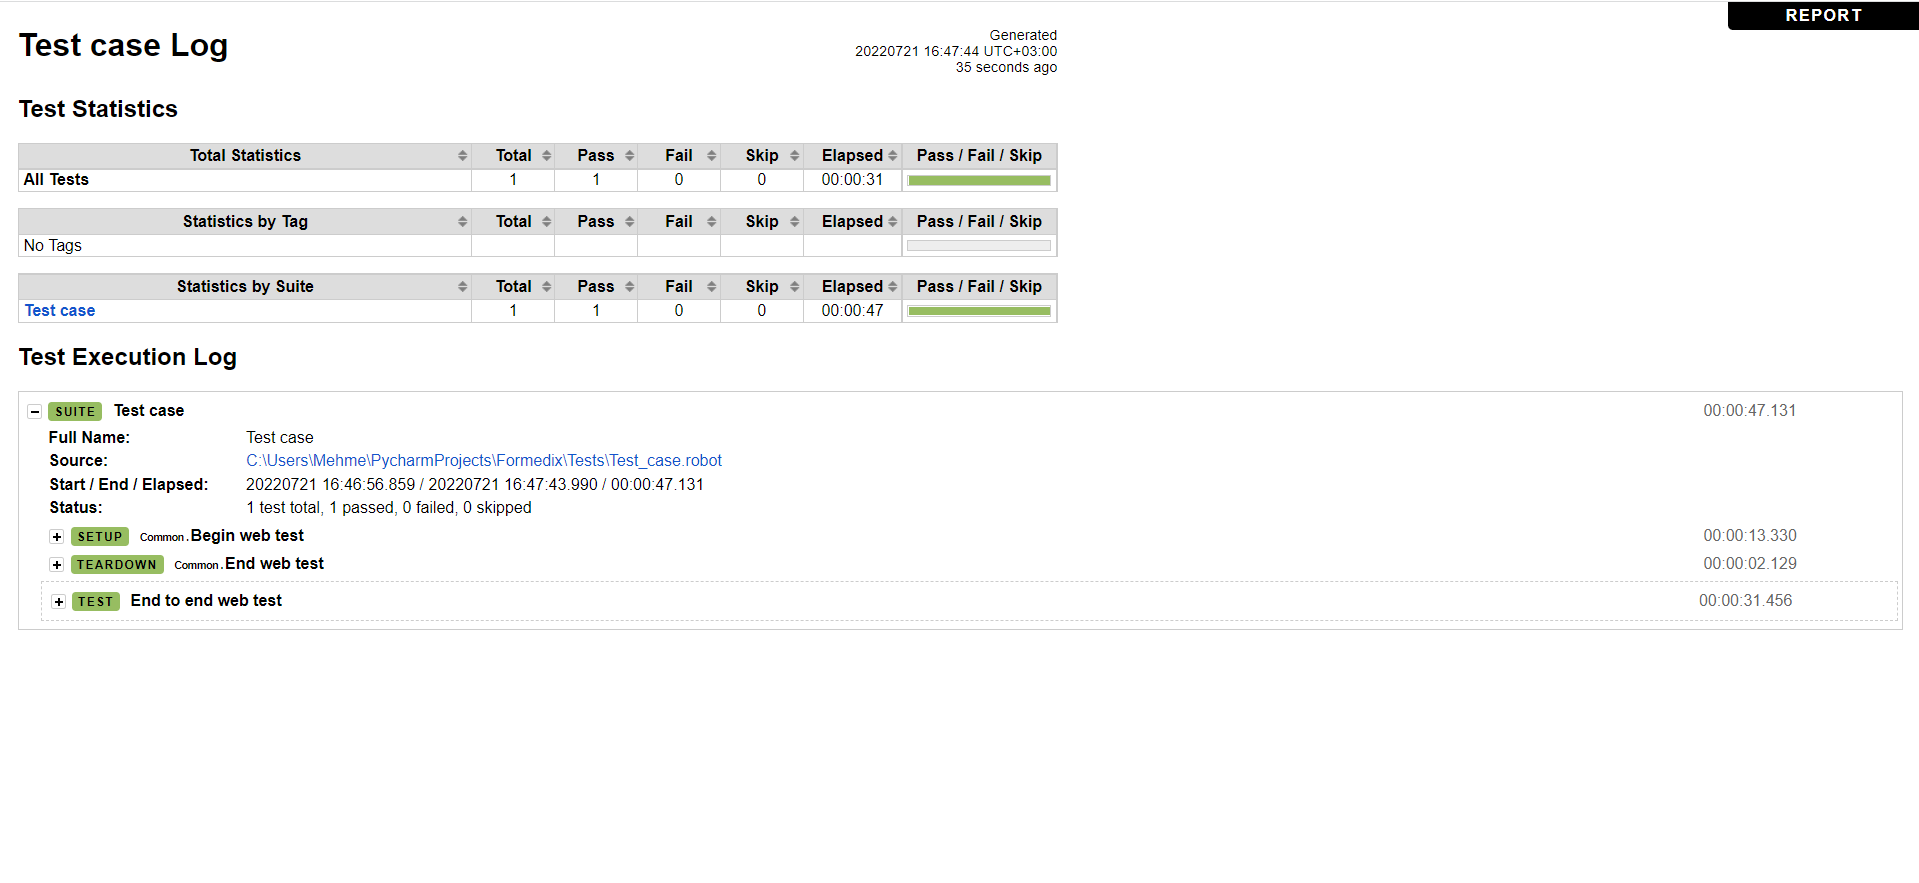 REPORT
Test case Log
Generated
20220721 16:47:44 UTC+03:00
35 seconds ago
Test Statistics
Total Statistics Total Pass Fail Skip Elapsed Pass / Fail / Skip
All Tests 1 1 0 0 00:00:31
Statistics by Tag Total Pass Fail Skip Elapsed Pass / Fail / Skip
No Tags
Statistics by Suite Total Pass Fail Skip Elapsed Pass / Fail / Skip
Test case 1 1 0 0 00:00:47
Test Execution Log
SUITE Test case 00:00:47.131
Full Name: Test case
Source: C:\Users\Mehme\PycharmProjects\Formedix\Tests\Test_case.robot
Start / End / Elapsed: 20220721 16:46:56.859 / 20220721 16:47:43.990 / 00:00:47.131
Status: 1 test total, 1 passed, 0 failed, 0 skipped
SETUP Common.Begin web test 00:00:13.330
TEARDOWN Common.End web test 00:00:02.129
TEST End to end web test 00:00:31.456